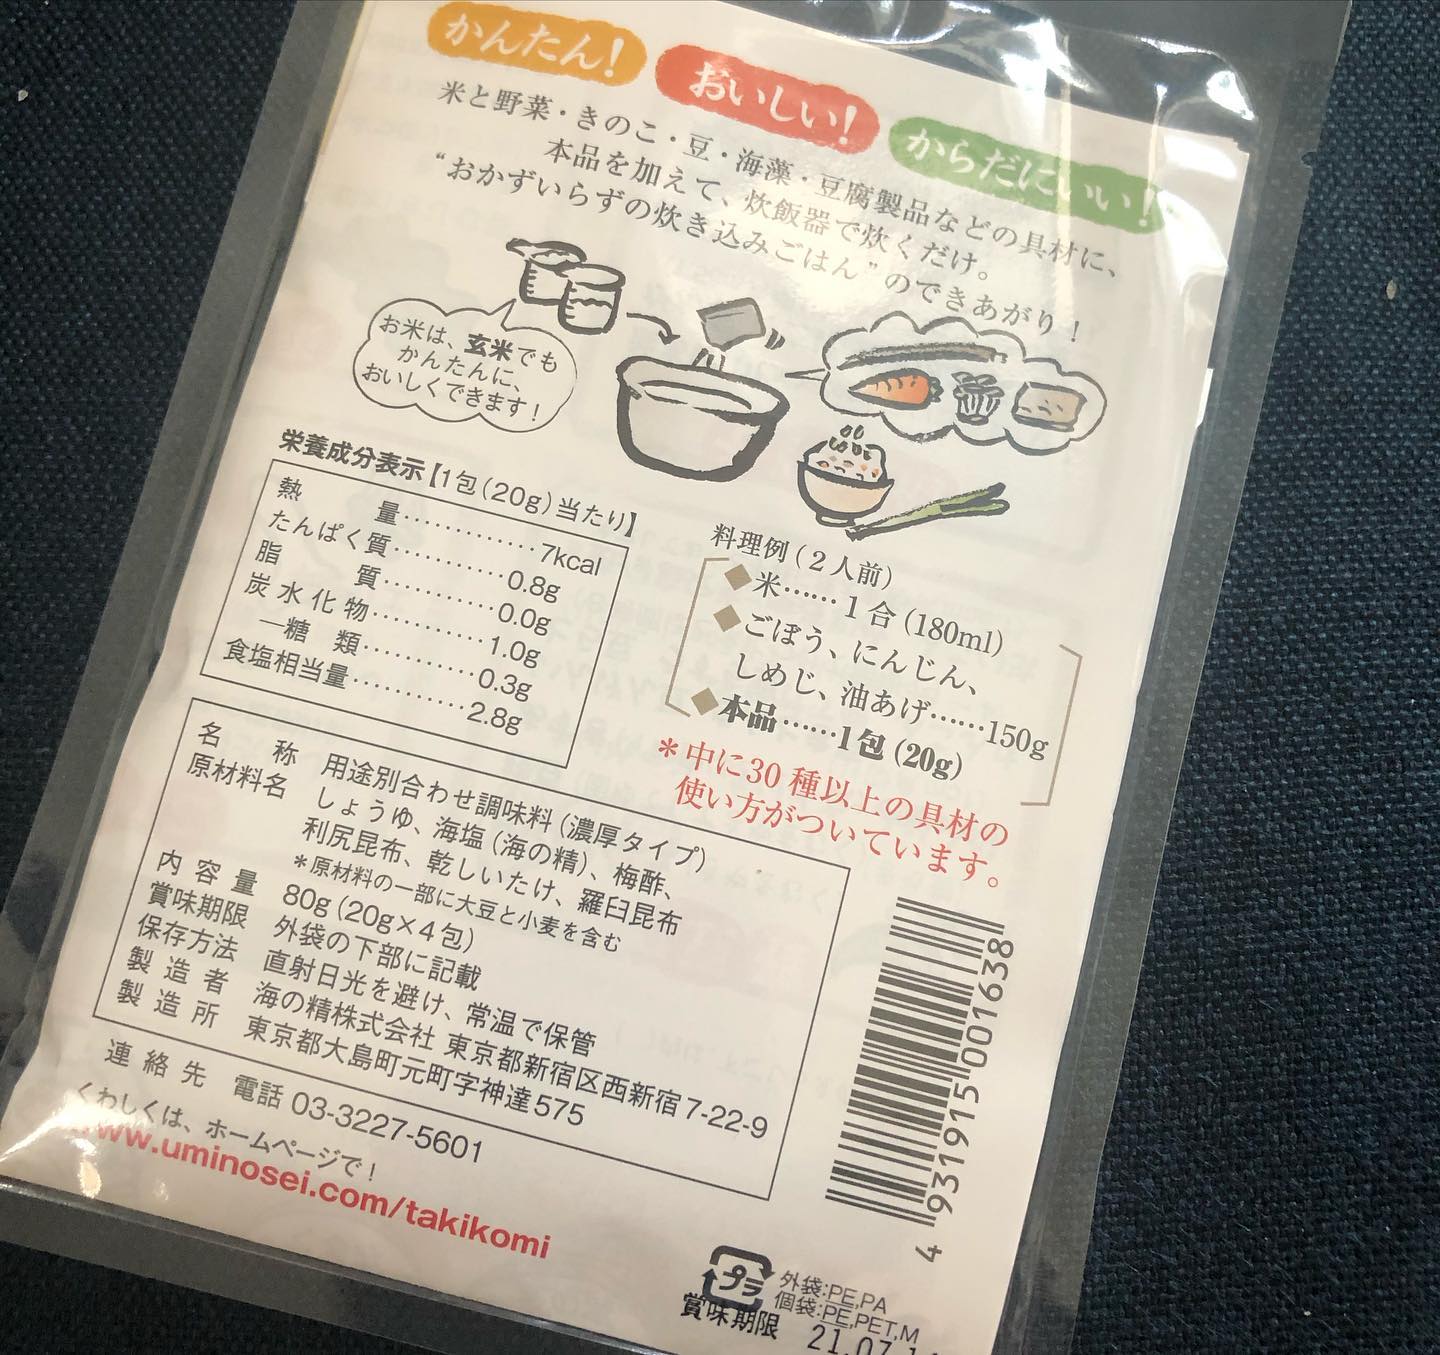 かんたん!
おいしい!
からだにいい!
米と野菜・きのこ・豆・海藻・豆腐製品などの具材に、
本品を加えて、炊飯器で炊くだけ。
“おかずいらずの炊き込みごはん”のできあがり!
お米は、玄米でも
かんたんに、
おいしくできます!
栄養成分表示【1包(20g)当たり】
熱量…………7kcal
たんぱく質…………0.8g
脂質…………0.0g
炭水化物…………1.0g
―糖類…………0.3g
食塩相当量…………2.8g
料理例(2人前)
◆米……1合(180ml)
◆ごぼう、にんじん、
しめじ、油あげ……150g
◆本品……1包(20g)
*中に30種以上の具材の
使い方がついています。
名称 用途別合わせ調味料(濃厚タイプ)
原材料名 しょうゆ、海塩(海の精)、梅酢、
利尻昆布、乾しいたけ、羅臼昆布
*原材料の一部に大豆と小麦を含む
内容量 80g(20g×4包)
賞味期限 外袋の下部に記載
保存方法 直射日光を避け、常温で保管
製造者 海の精株式会社 東京都新宿区西新宿7-22-9
製造所 東京都大島町元町字神達575
連絡先 電話 03-3227-5601
くわしくは、ホームページで!
www.uminosei.com/takikomi
4 931915 001638
プラ
外袋:PE,PA
個袋:PE,PET,M
賞味期限 21.07.1